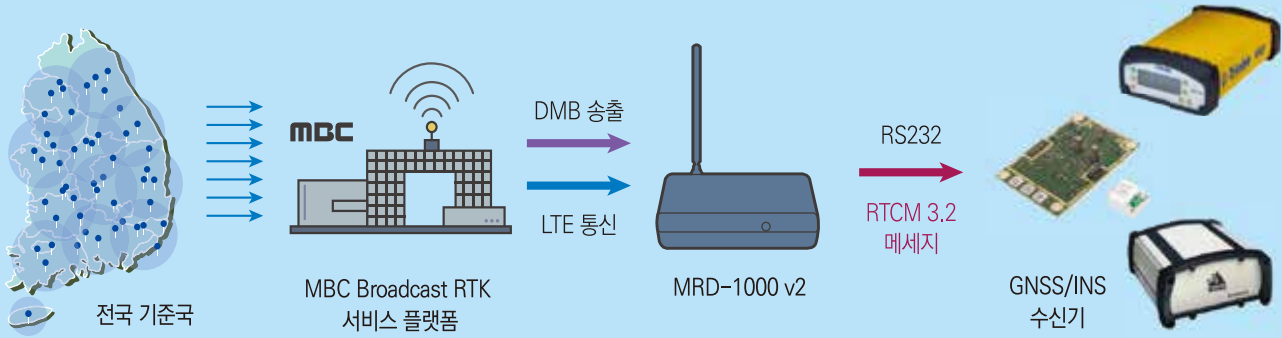 전국 기준국
MBC
MBC Broadcast RTK
서비스 플랫폼
DMB 송출
LTE 통신
MRD-1000 v2
RS232
RTCM 3.2
메세지
GNSS/INS
수신기